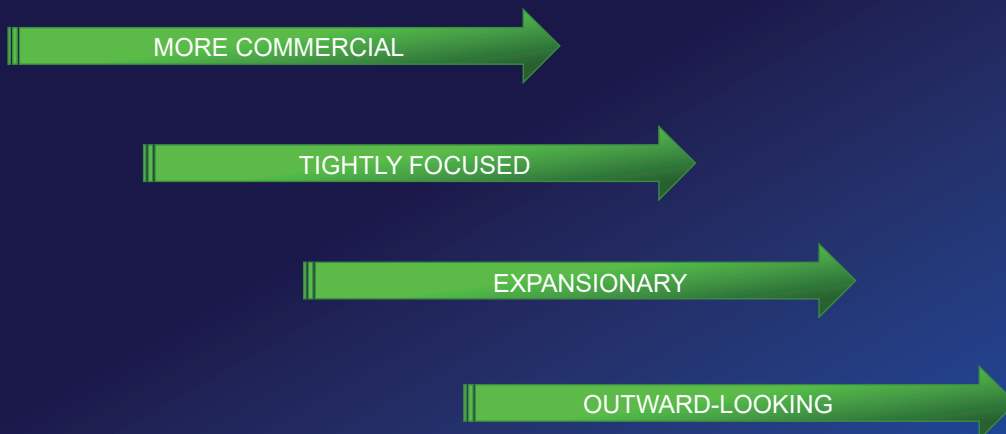 MORE COMMERCIAL
TIGHTLY FOCUSED
EXPANSIONARY
OUTWARD-LOOKING